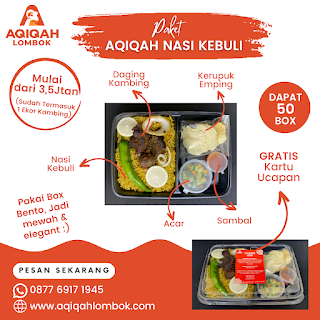 AQIQAH
LOMBOK
Paket
AQIQAH NASI KEBULI
Mulai
dari 3,5Jtan
(Sudah Termasuk
1 Ekor Kambing)
Daging
Kambing
Kerupuk
Emping
DAPAT
50
BOX
Nasi
Kebuli
GRATIS
Kartu
Ucapan
Pakai Box
Bento, Jadi
mewah &
elegant :)
Acar
Sambal
PESAN SEKARANG
0877 6917 1945
www.aqiqahlombok.com